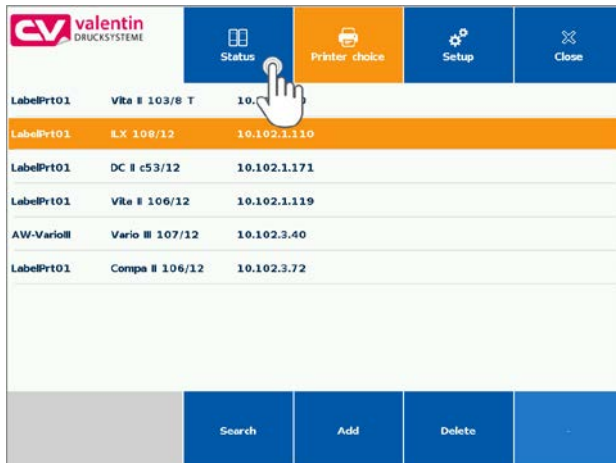 CV valentin
DRUCKSYSTEME
Status
Printer choice
Setup
Close
LabelPrt01 Vita II 103/8 T 10.
LabelPrt01 ILX 108/12 10.102.1.110
LabelPrt01 DC II c53/12 10.102.1.171
LabelPrt01 Vita II 106/12 10.102.1.119
AW-VarioIII Vario III 107/12 10.102.3.40
LabelPrt01 Compa II 106/12 10.102.3.72
Search
Add
Delete
-